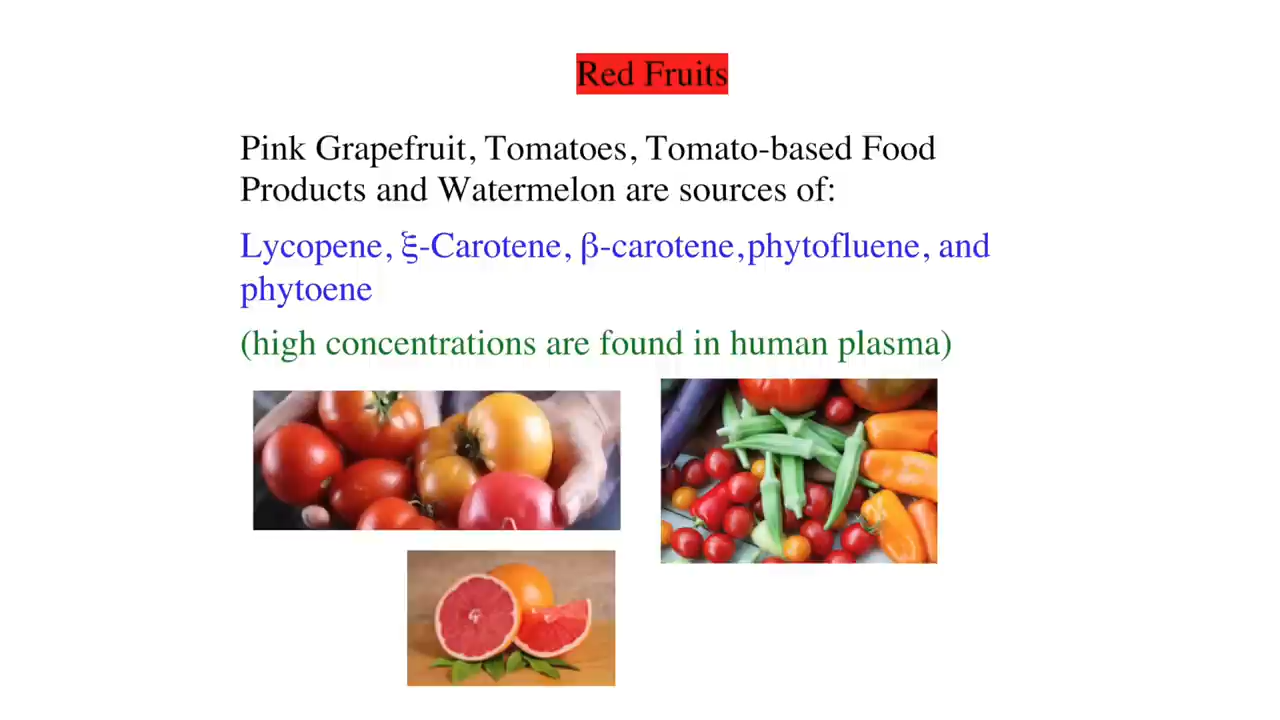 Red Fruits
Pink Grapefruit, Tomatoes, Tomato-based Food
Products and Watermelon are sources of:
Lycopene, ξ-Carotene, β-carotene,phytofluene, and
phytoene
(high concentrations are found in human plasma)